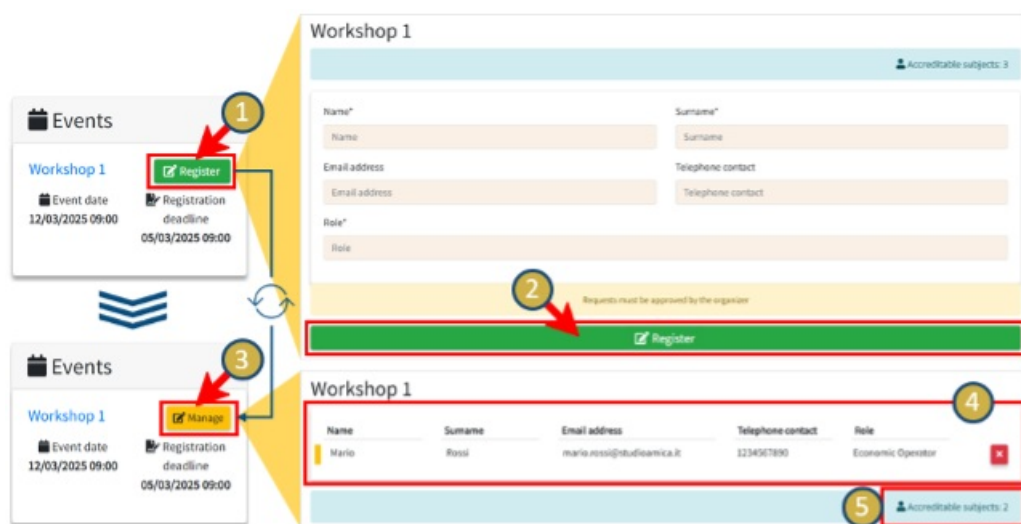 Workshop 1
Accreditable subjects: 3
Name*
Surname*
Name
Surname
Email address
Telephone contact
Email address
Telephone contact
Role*
Role
Requests must be approved by the organizer
2
Register
Events
1
Workshop 1
Register
Event date
12/03/2025 09:00
Registration
deadline
05/03/2025 09:00
Events
3
Workshop 1
Manage
Event date
12/03/2025 09:00
Registration
deadline
05/03/2025 09:00
Workshop 1
4
Name Surname Email address Telephone contact Role
Mario Rossi mario.rossi@studioamica.it 1234567890 Economic Operator
5
Accreditable subjects: 2